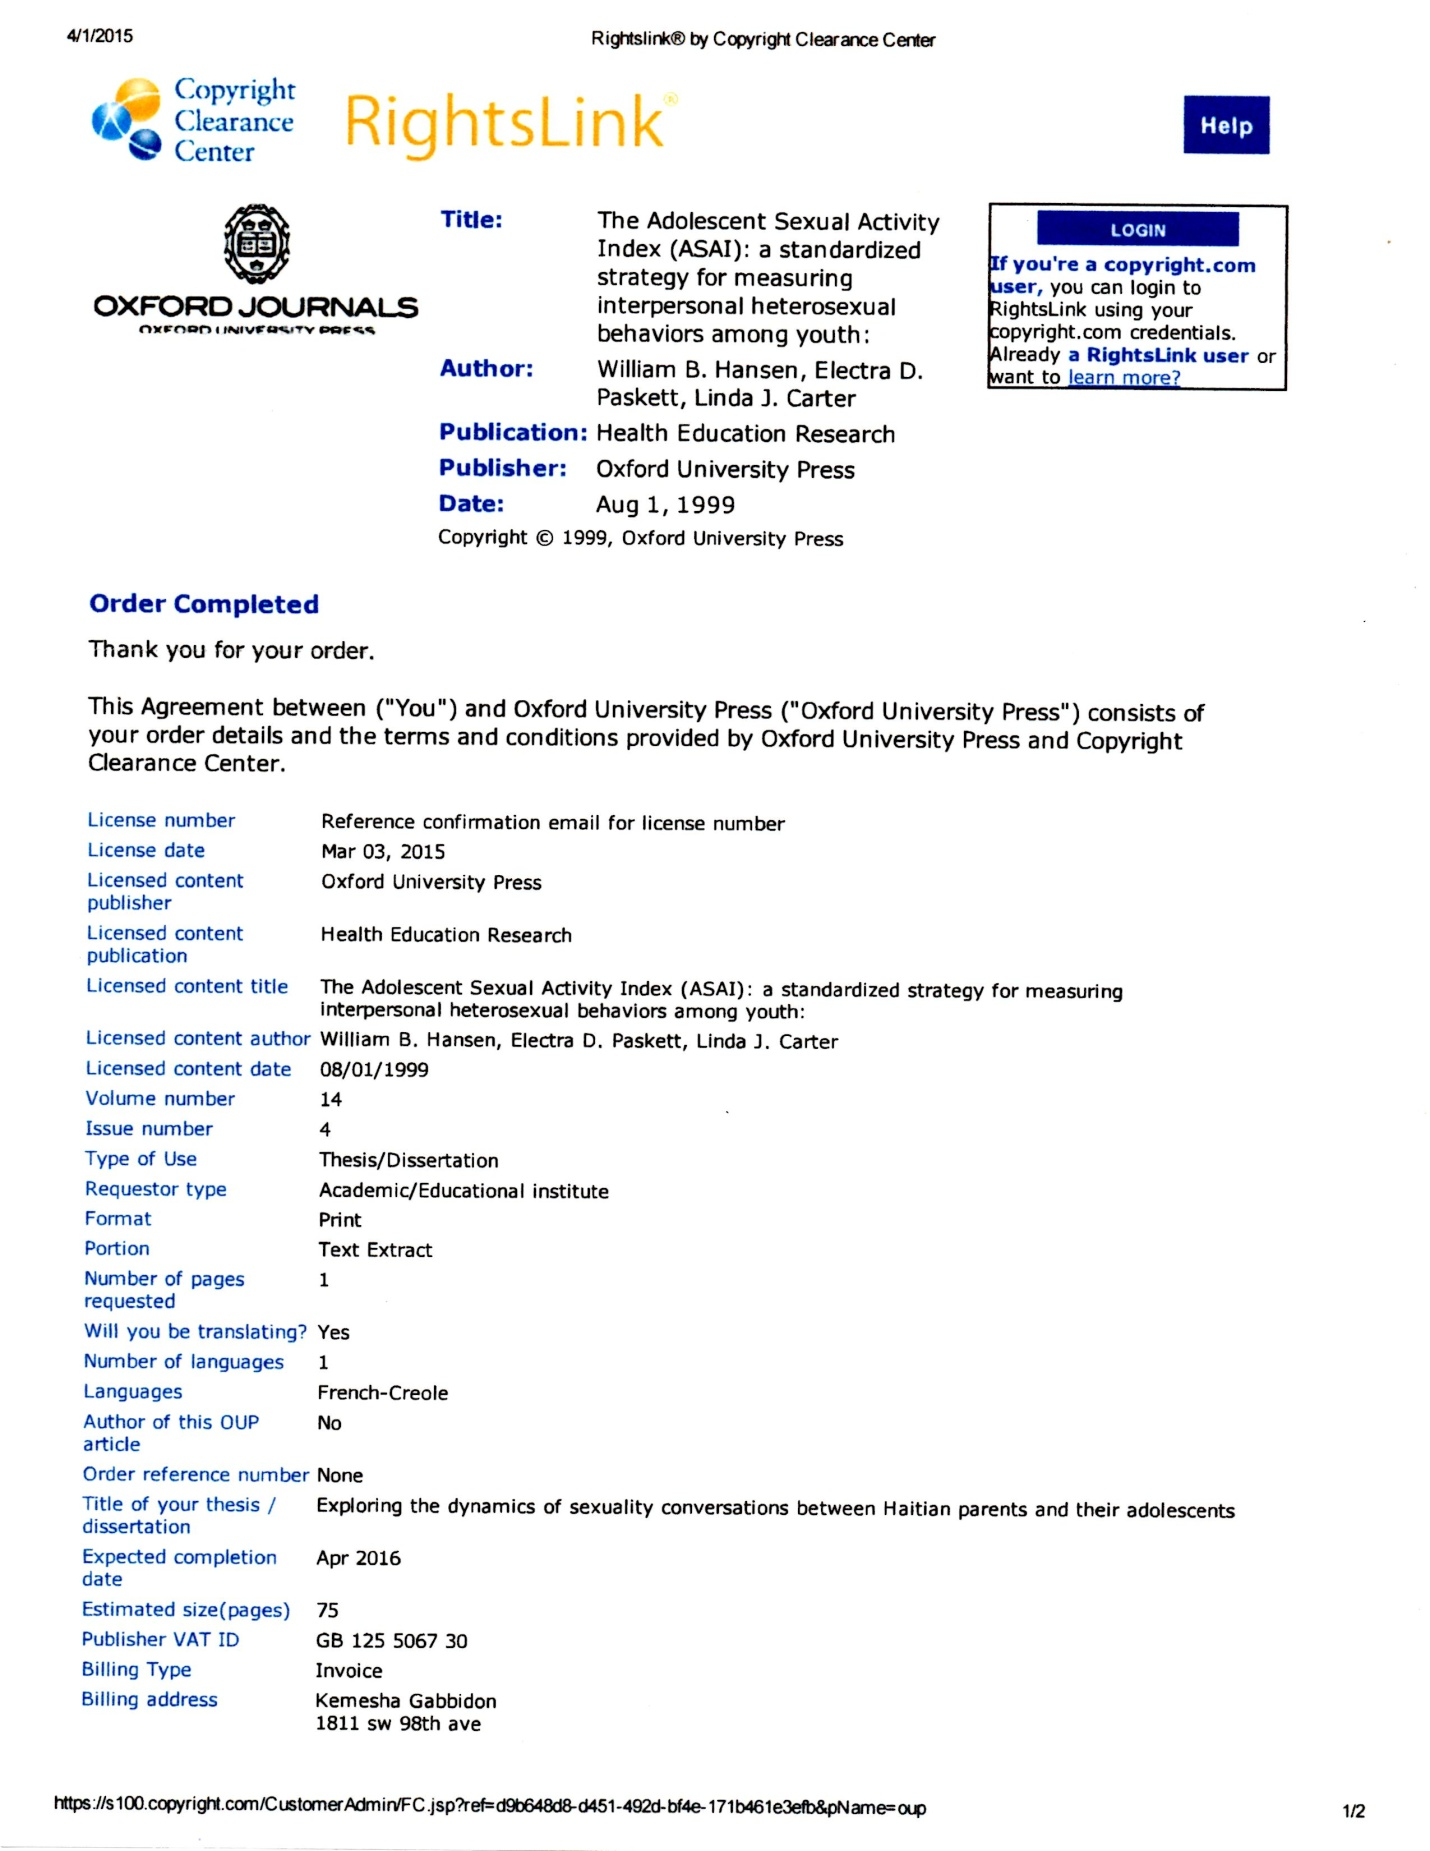 4/1/2015
Rightslink® by Copyright Clearance Center
Copyright
Clearance
Center
RightsLink®
Help
OXFORD JOURNALS
OXFORD UNIVERSITY PRESS
Title: The Adolescent Sexual Activity
Index (ASAI): a standardized
strategy for measuring
interpersonal heterosexual
behaviors among youth:
Author: William B. Hansen, Electra D.
Paskett, Linda J. Carter
Publication: Health Education Research
Publisher: Oxford University Press
Date: Aug 1, 1999
Copyright © 1999, Oxford University Press
LOGIN
If you're a copyright.com
user, you can login to
RightsLink using your
copyright.com credentials.
Already a RightsLink user or
want to learn more?
Order Completed
Thank you for your order.
This Agreement between ("You") and Oxford University Press ("Oxford University Press") consists of
your order details and the terms and conditions provided by Oxford University Press and Copyright
Clearance Center.
License number Reference confirmation email for license number
License date Mar 03, 2015
Licensed content Oxford University Press
publisher
Licensed content Health Education Research
publication
Licensed content title The Adolescent Sexual Activity Index (ASAI): a standardized strategy for measuring
interpersonal heterosexual behaviors among youth:
Licensed content author William B. Hansen, Electra D. Paskett, Linda J. Carter
Licensed content date 08/01/1999
Volume number 14
Issue number 4
Type of Use Thesis/Dissertation
Requestor type Academic/Educational institute
Format Print
Portion Text Extract
Number of pages 1
requested
Will you be translating? Yes
Number of languages 1
Languages French-Creole
Author of this OUP No
article
Order reference number None
Title of your thesis / Exploring the dynamics of sexuality conversations between Haitian parents and their adolescents
dissertation
Expected completion Apr 2016
date
Estimated size(pages) 75
Publisher VAT ID GB 125 5067 30
Billing Type Invoice
Billing address Kemesha Gabbidon
1811 sw 98th ave
https://s100.copyright.com/CustomerAdmin/FC.jsp?ref=d9b648d8-d451-492d-bf4e-171b461e3efb&pName=oup
1/2